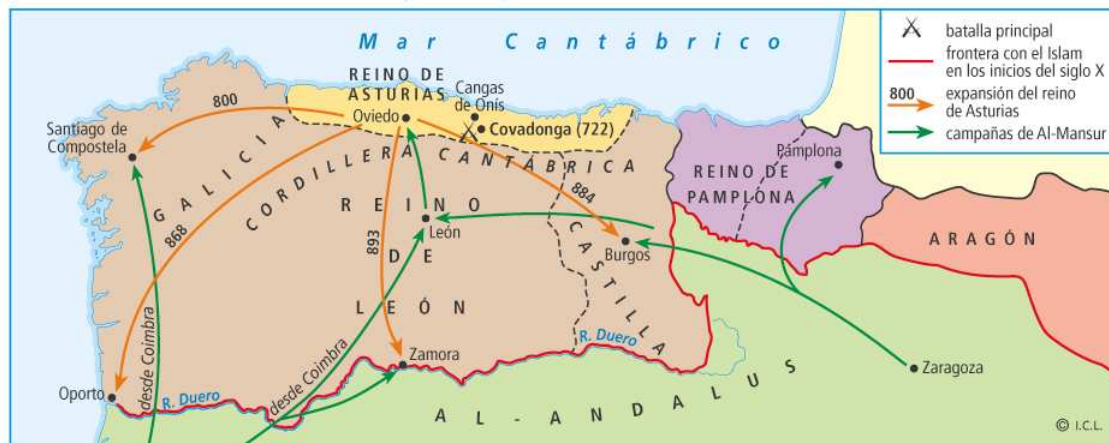 Mar Cantábrico
REINO DE
ASTURIAS
Cangas
de Onís
Oviedo
Covadonga (722)
800
Santiago de
Compostela
GALICIA
CORDILLERA CANTÁBRICA
868
893
884
REINO
DE
LEÓN
León
CASTILLA
Burgos
REINO DE
PAMPLONA
Pamplona
ARAGÓN
desde Coimbra
desde Coimbra
Zamora
R. Duero
R. Duero
Oporto
Zaragoza
AL-ANDALUS
batalla principal
frontera con el Islam
en los inicios del siglo X
800 expansión del reino
de Asturias
campañas de Al-Mansur
© I.C.L.